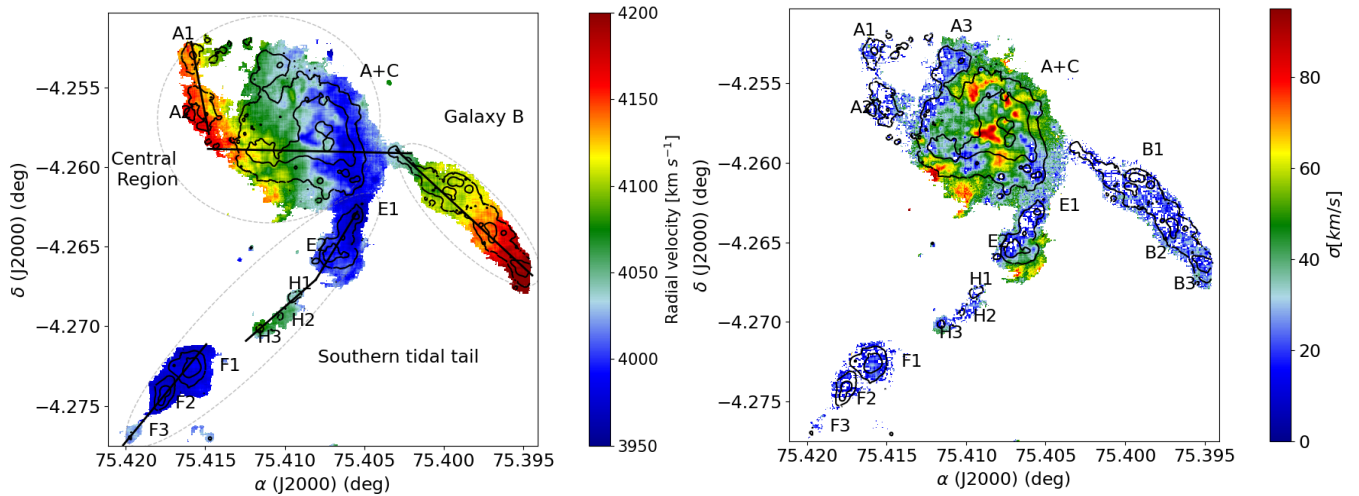 A1
A2
A+C
Galaxy B
Central
Region
E1
E2
H1
H2
H3
Southern tidal tail
F1
F2
F3
−4.255
−4.260
−4.265
−4.270
−4.275
δ (J2000) (deg)
75.420 75.415 75.410 75.405 75.400 75.395
α (J2000) (deg)
4200
4150
4100
4050
4000
3950
Radial velocity [km s⁻¹]
A1
A3
A2
A+C
B1
E1
E2
B2
B3
H1
H2
H3
F1
F2
F3
−4.255
−4.260
−4.265
−4.270
−4.275
δ (J2000) (deg)
75.420 75.415 75.410 75.405 75.400 75.395
α (J2000) (deg)
80
60
40
20
0
σ[km/s]